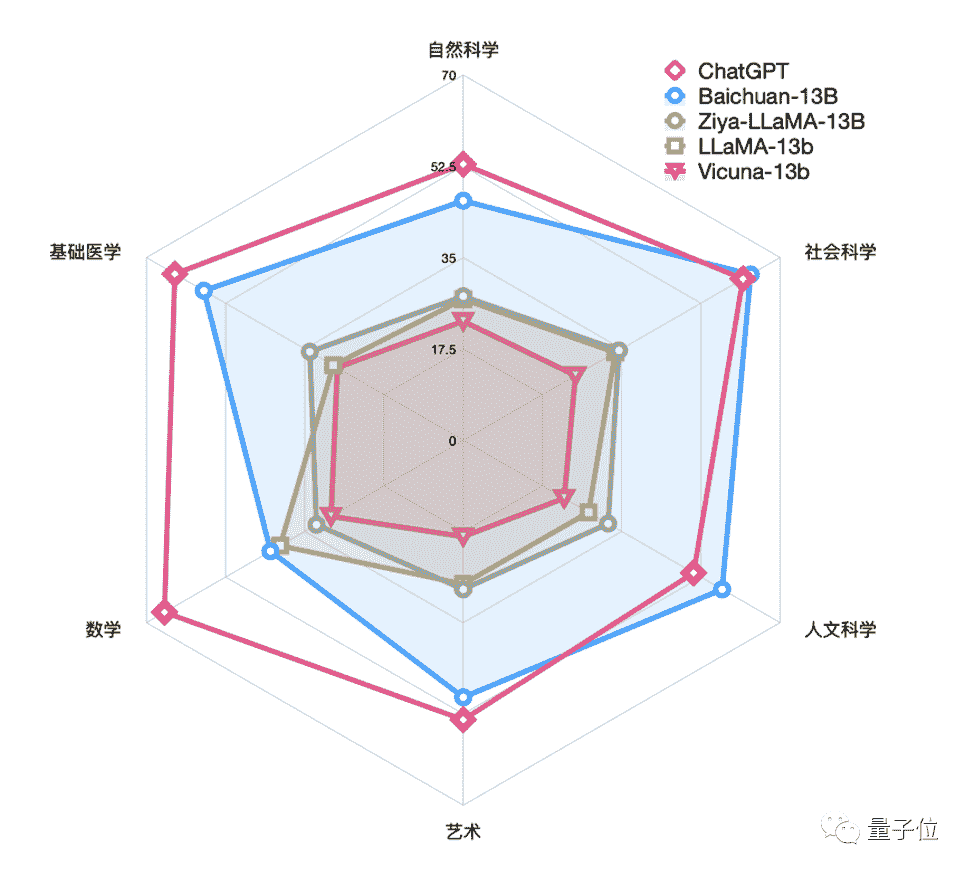 自然科学
70
ChatGPT
Baichuan-13B
Ziya-LLaMA-13B
LLaMA-13b
Vicuna-13b
52.5
基础医学
社会科学
35
17.5
0
数学
人文科学
艺术
量子位